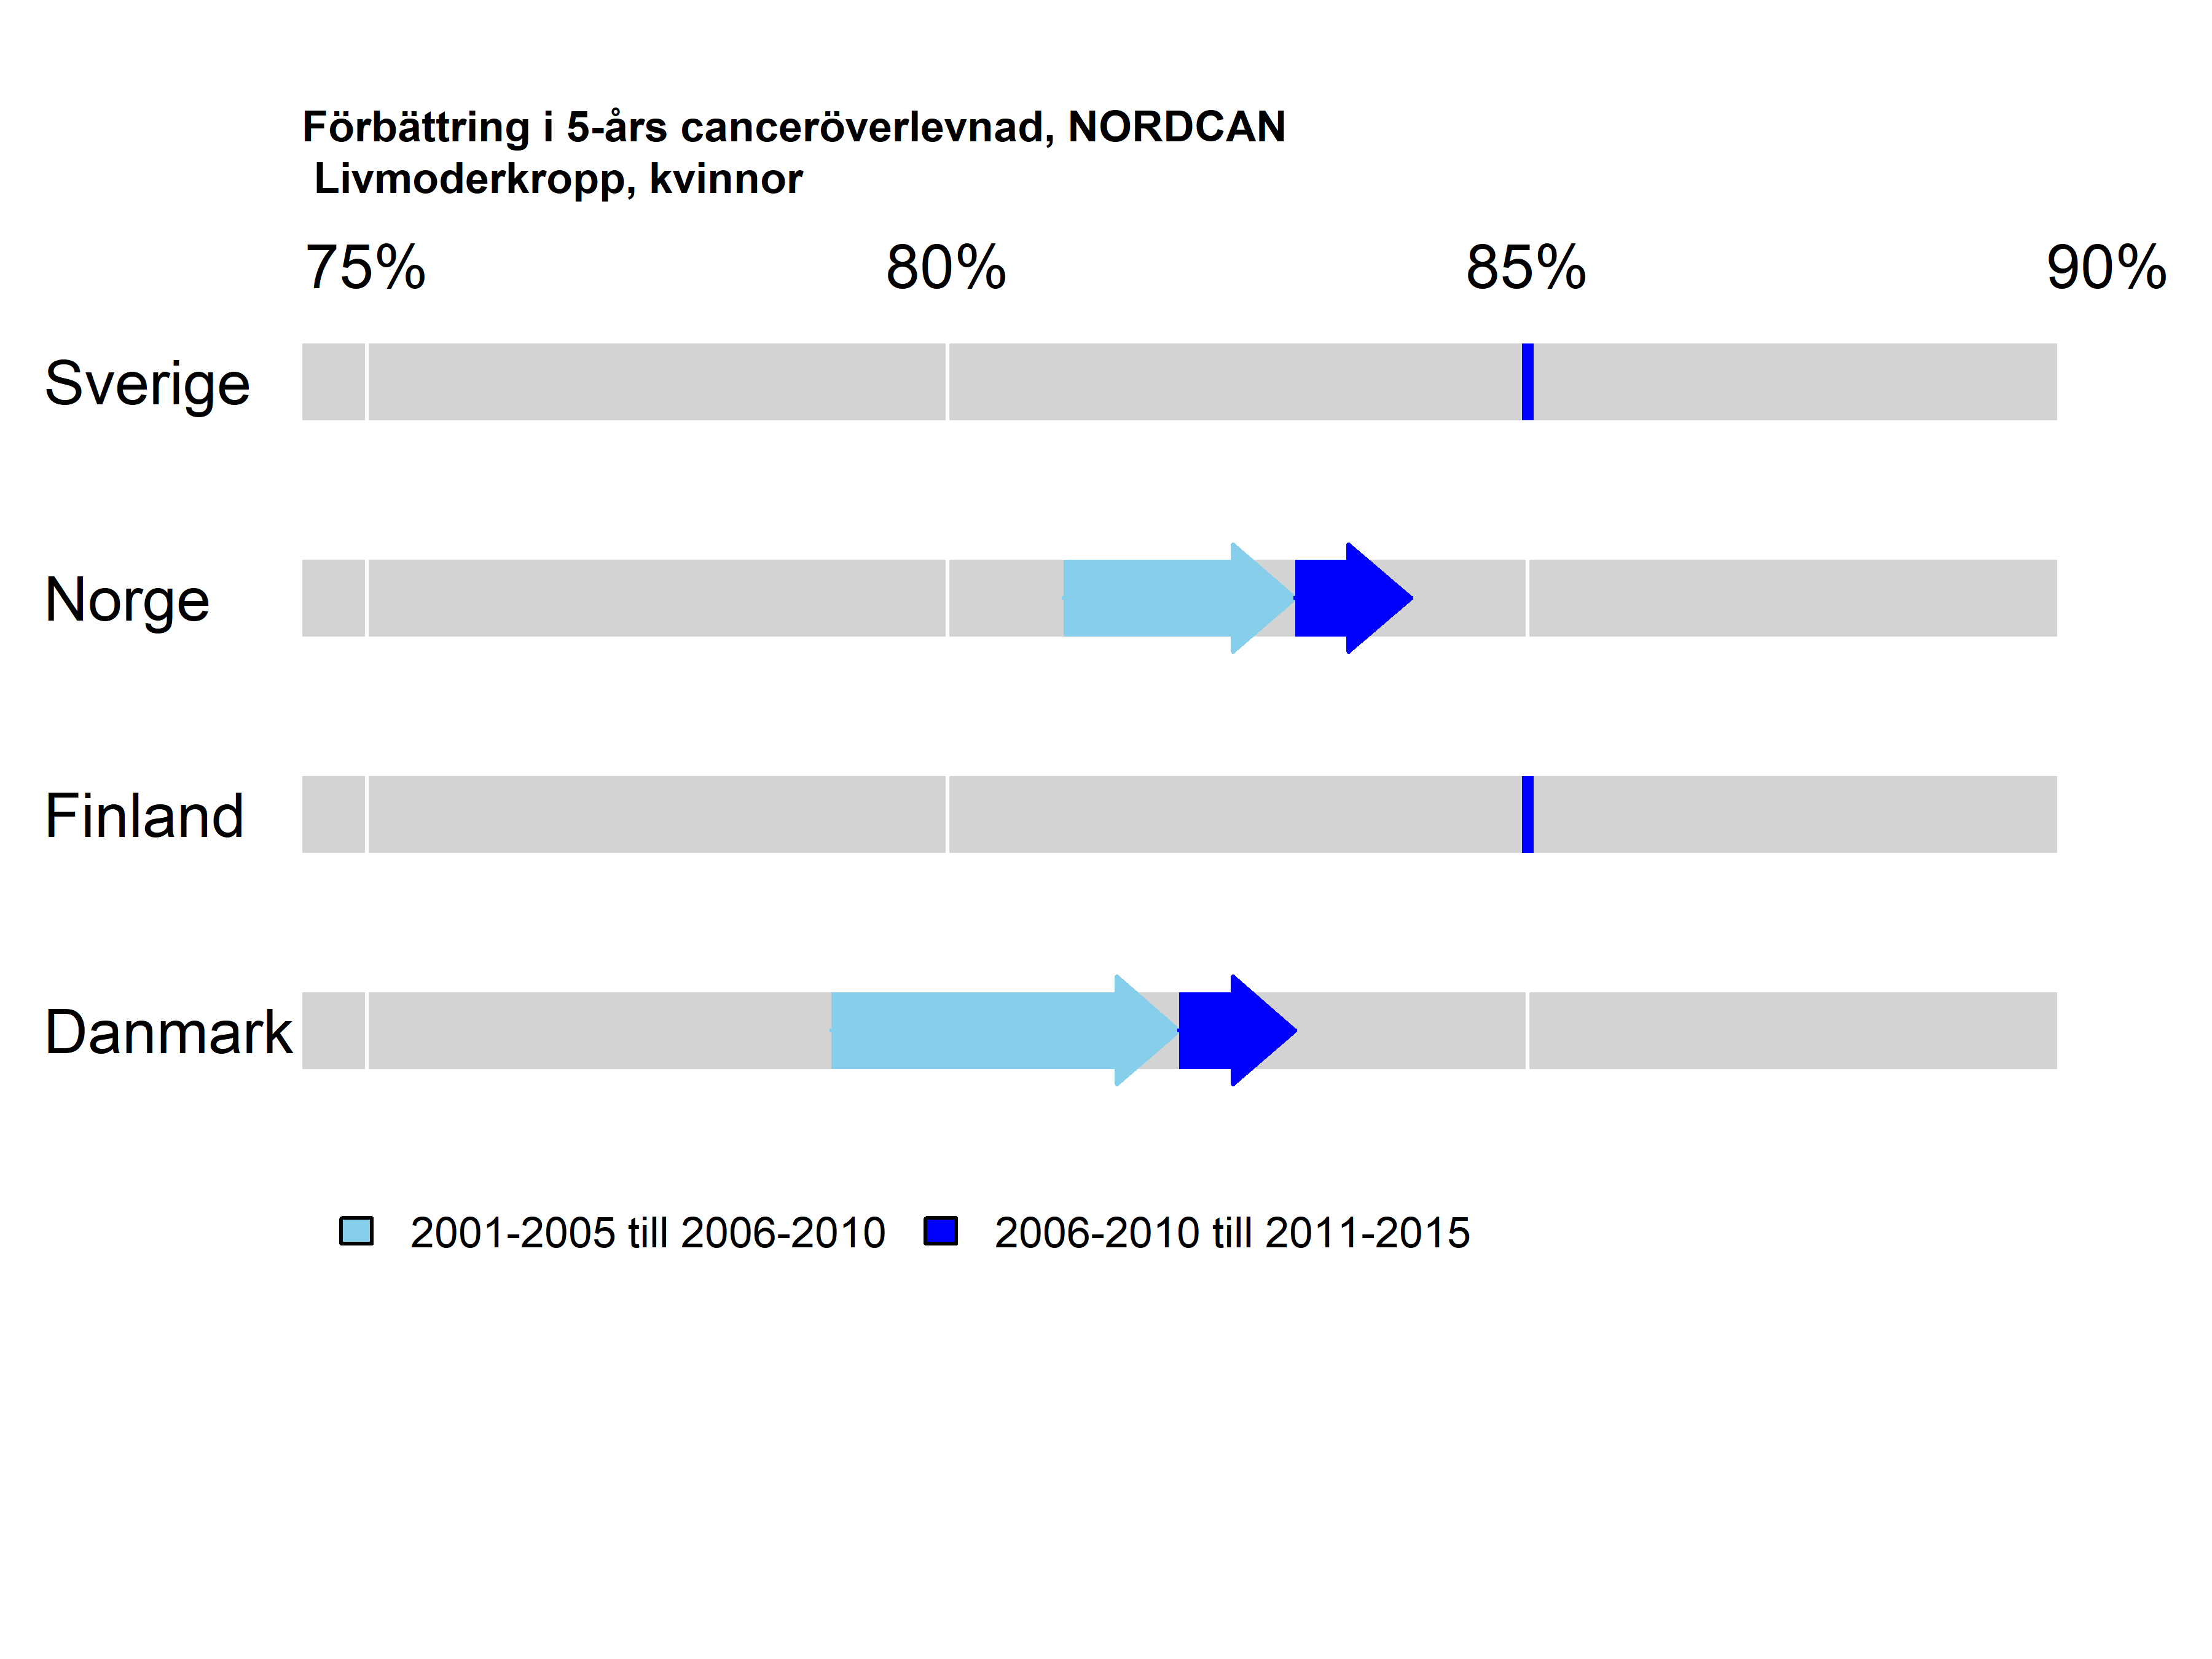 Förbättring i 5-års canceröverlevnad, NORDCAN
Livmoderkropp, kvinnor
75% 80% 85% 90%
Sverige
Norge
Finland
Danmark
2001-2005 till 2006-2010 2006-2010 till 2011-2015